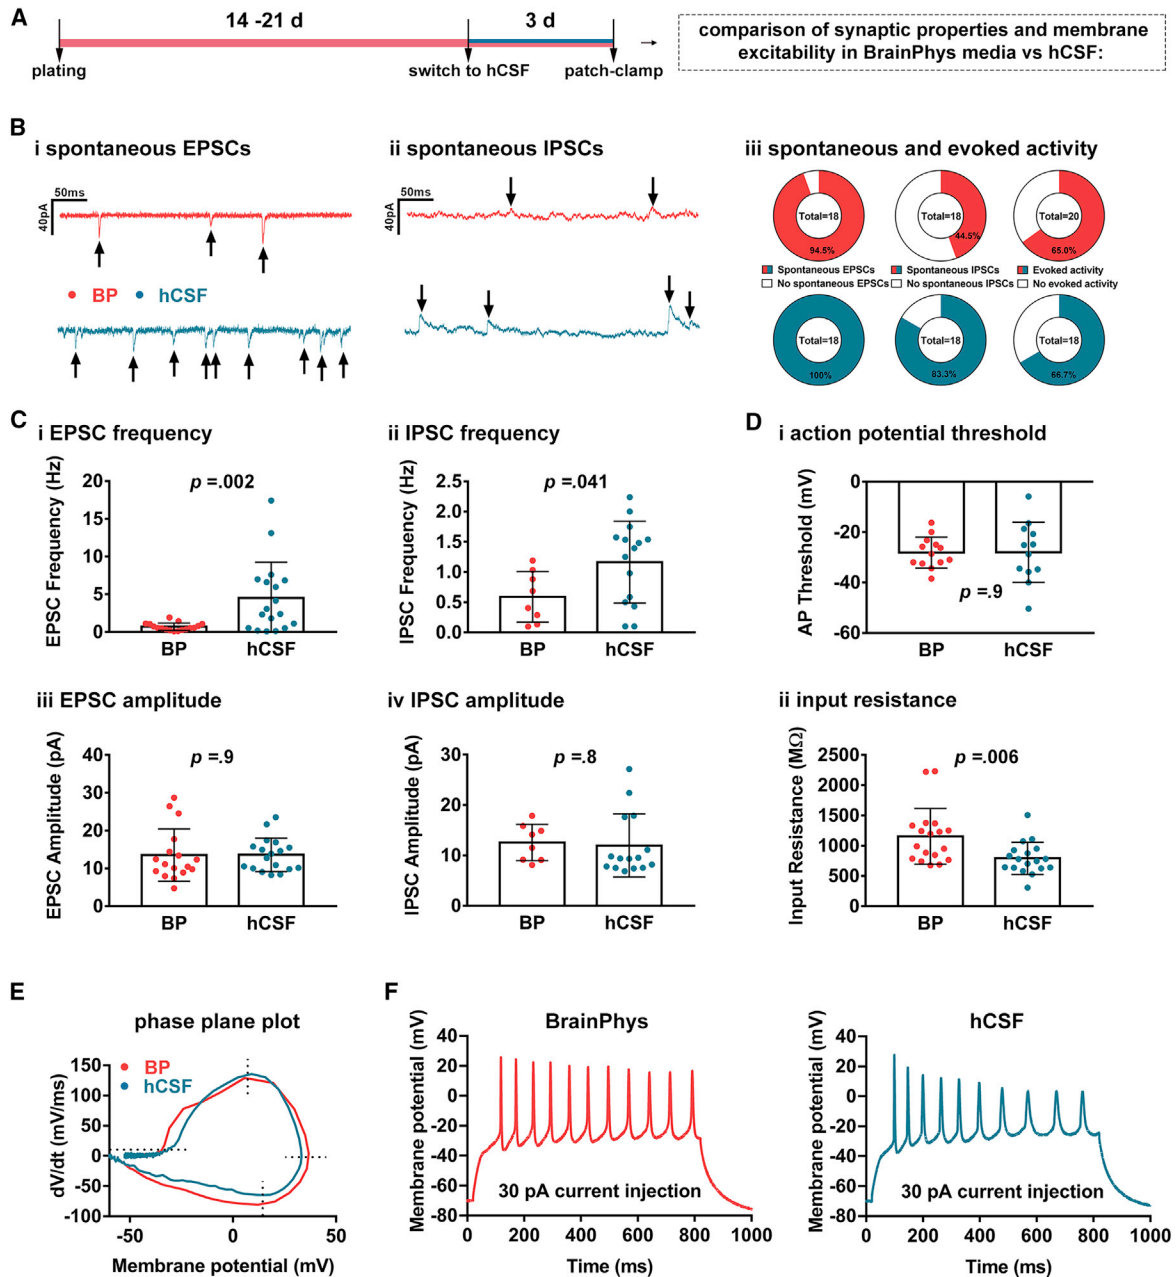 A
14 -21 d
3 d
plating
switch to hCSF
patch-clamp
comparison of synaptic properties and membrane
excitability in BrainPhys media vs hCSF:
B
i spontaneous EPSCs
50ms
40pA
BP
hCSF
ii spontaneous IPSCs
50ms
40pA
iii spontaneous and evoked activity
Total=18
94.5%
Total=18
44.5%
Total=20
65.0%
Spontaneous EPSCs
No spontaneous EPSCs
Spontaneous IPSCs
No spontaneous IPSCs
Evoked activity
No evoked activity
Total=18
100%
Total=18
83.3%
Total=18
66.7%
C
i EPSC frequency
EPSC Frequency (Hz)
20
15
10
5
0
p =.002
BP
hCSF
ii IPSC frequency
IPSC Frequency (Hz)
2.5
2.0
1.5
1.0
0.5
0.0
p =.041
BP
hCSF
D
i action potential threshold
AP Threshold (mV)
0
-20
-40
-60
p =.9
BP
hCSF
iii EPSC amplitude
EPSC Amplitude (pA)
40
30
20
10
0
p =.9
BP
hCSF
iv IPSC amplitude
IPSC Amplitude (pA)
30
20
10
0
p =.8
BP
hCSF
ii input resistance
Input Resistance (MΩ)
2500
2000
1500
1000
500
0
p =.006
BP
hCSF
E
phase plane plot
BP
hCSF
dV/dt (mV/ms)
150
100
50
0
-50
-100
-50
0
50
Membrane potential (mV)
F
BrainPhys
Membrane potential (mV)
40
20
0
-20
-40
-60
-80
30 pA current injection
0
200
400
600
800
1000
Time (ms)
hCSF
Membrane potential (mV)
40
20
0
-20
-40
-60
-80
30 pA current injection
0
200
400
600
800
1000
Time (ms)